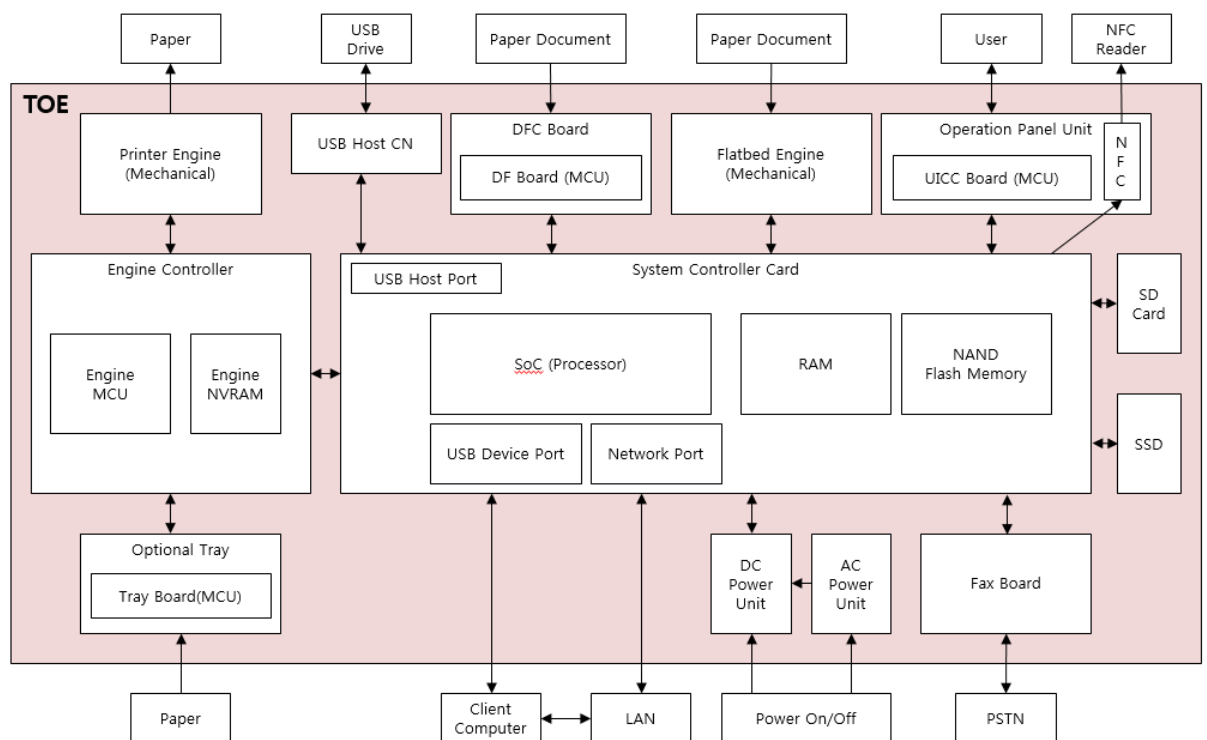 Paper
USB
Drive
Paper Document
Paper Document
User
NFC
Reader
TOE
Printer Engine
(Mechanical)
USB Host CN
DFC Board
DF Board (MCU)
Flatbed Engine
(Mechanical)
Operation Panel Unit
UICC Board (MCU)
N
F
C
Engine Controller
Engine
MCU
Engine
NVRAM
System Controller Card
USB Host Port
SoC (Processor)
RAM
NAND
Flash Memory
USB Device Port
Network Port
SD
Card
SSD
Optional Tray
Tray Board(MCU)
DC
Power
Unit
AC
Power
Unit
Fax Board
Paper
Client
Computer
LAN
Power On/Off
PSTN